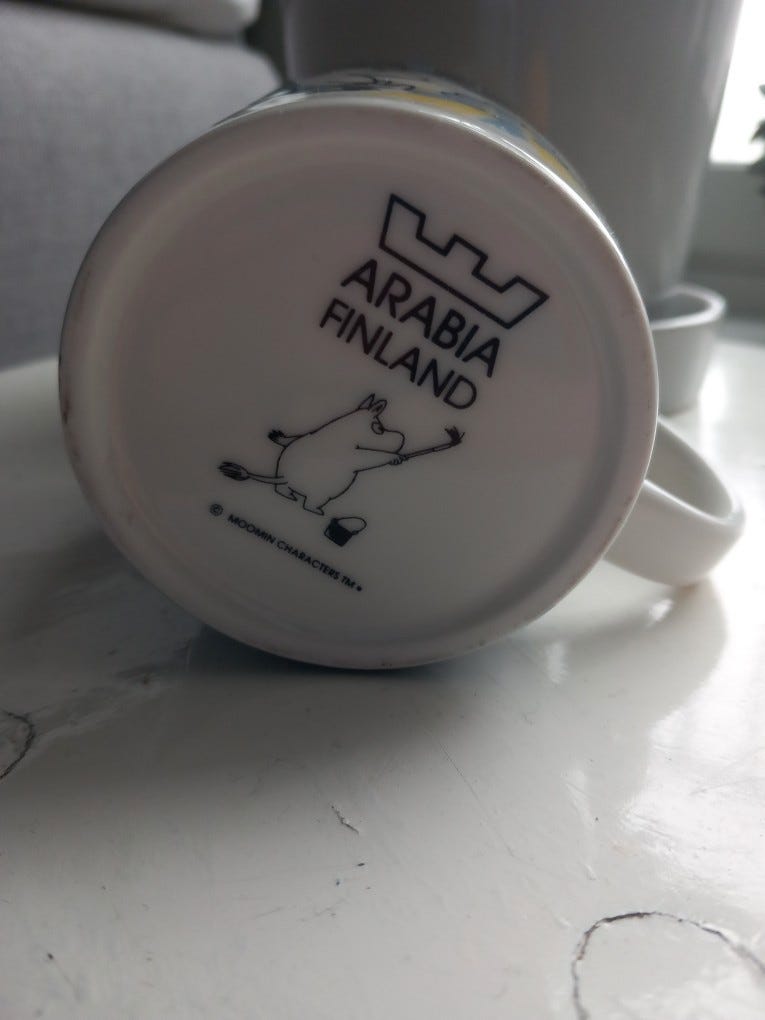 ARABIA
FINLAND
© MOOMIN CHARACTERS TM •